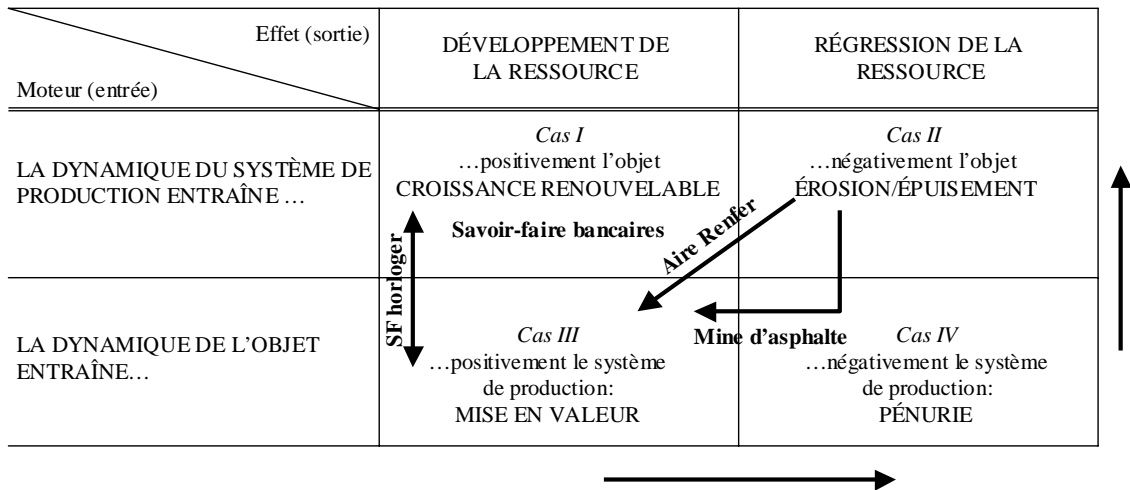 Effet (sortie)
Moteur (entrée)
DÉVELOPPEMENT DE
LA RESSOURCE
RÉGRESSION DE LA
RESSOURCE
LA DYNAMIQUE DU SYSTÈME DE
PRODUCTION ENTRAÎNE …
Cas I
…positivement l’objet
CROISSANCE RENOUVELABLE
Savoir-faire bancaires
Cas II
…négativement l’objet
ÉROSION/ÉPUISEMENT
Aire Renfer
SF horloger
LA DYNAMIQUE DE L’OBJET
ENTRAÎNE…
Cas III
…positivement le système
de production:
MISE EN VALEUR
Mine d’asphalte
Cas IV
…négativement le système
de production:
PÉNURIE